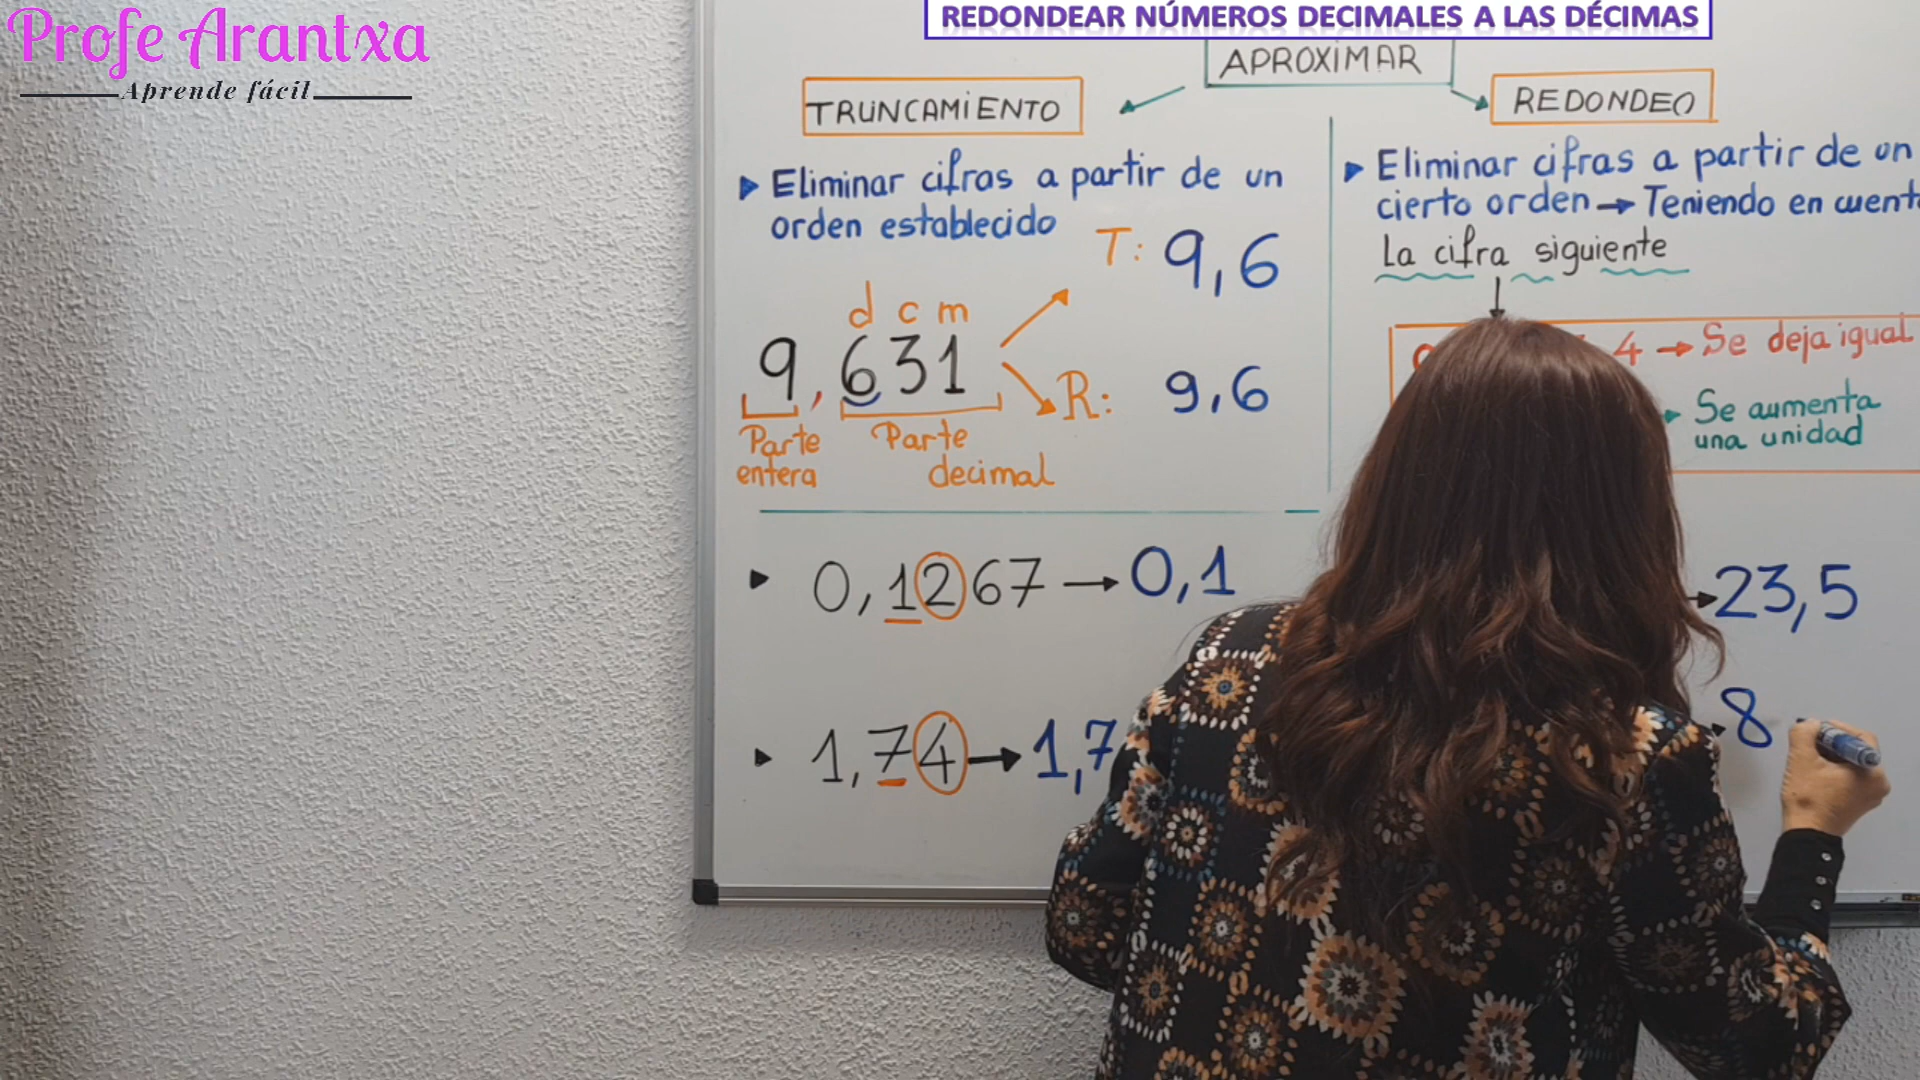 Profe Arantxa
Aprende fácil
REDONDEAR NÚMEROS DECIMALES A LAS DÉCIMAS
APROXIMAR
TRUNCAMIENTO
▶ Eliminar cifras a partir de un
orden establecido
T: 9,6
d c m
9,631
R: 9,6
Parte
entera
Parte
decimal
▶ 0,1267 → 0,1
▶ 1,74 → 1,7
REDONDEO
▶ Eliminar cifras a partir de un
cierto orden → Teniendo en
La cifra siguiente
4 → Se deja igual
Se aumenta
una unidad
→ 23,5
8